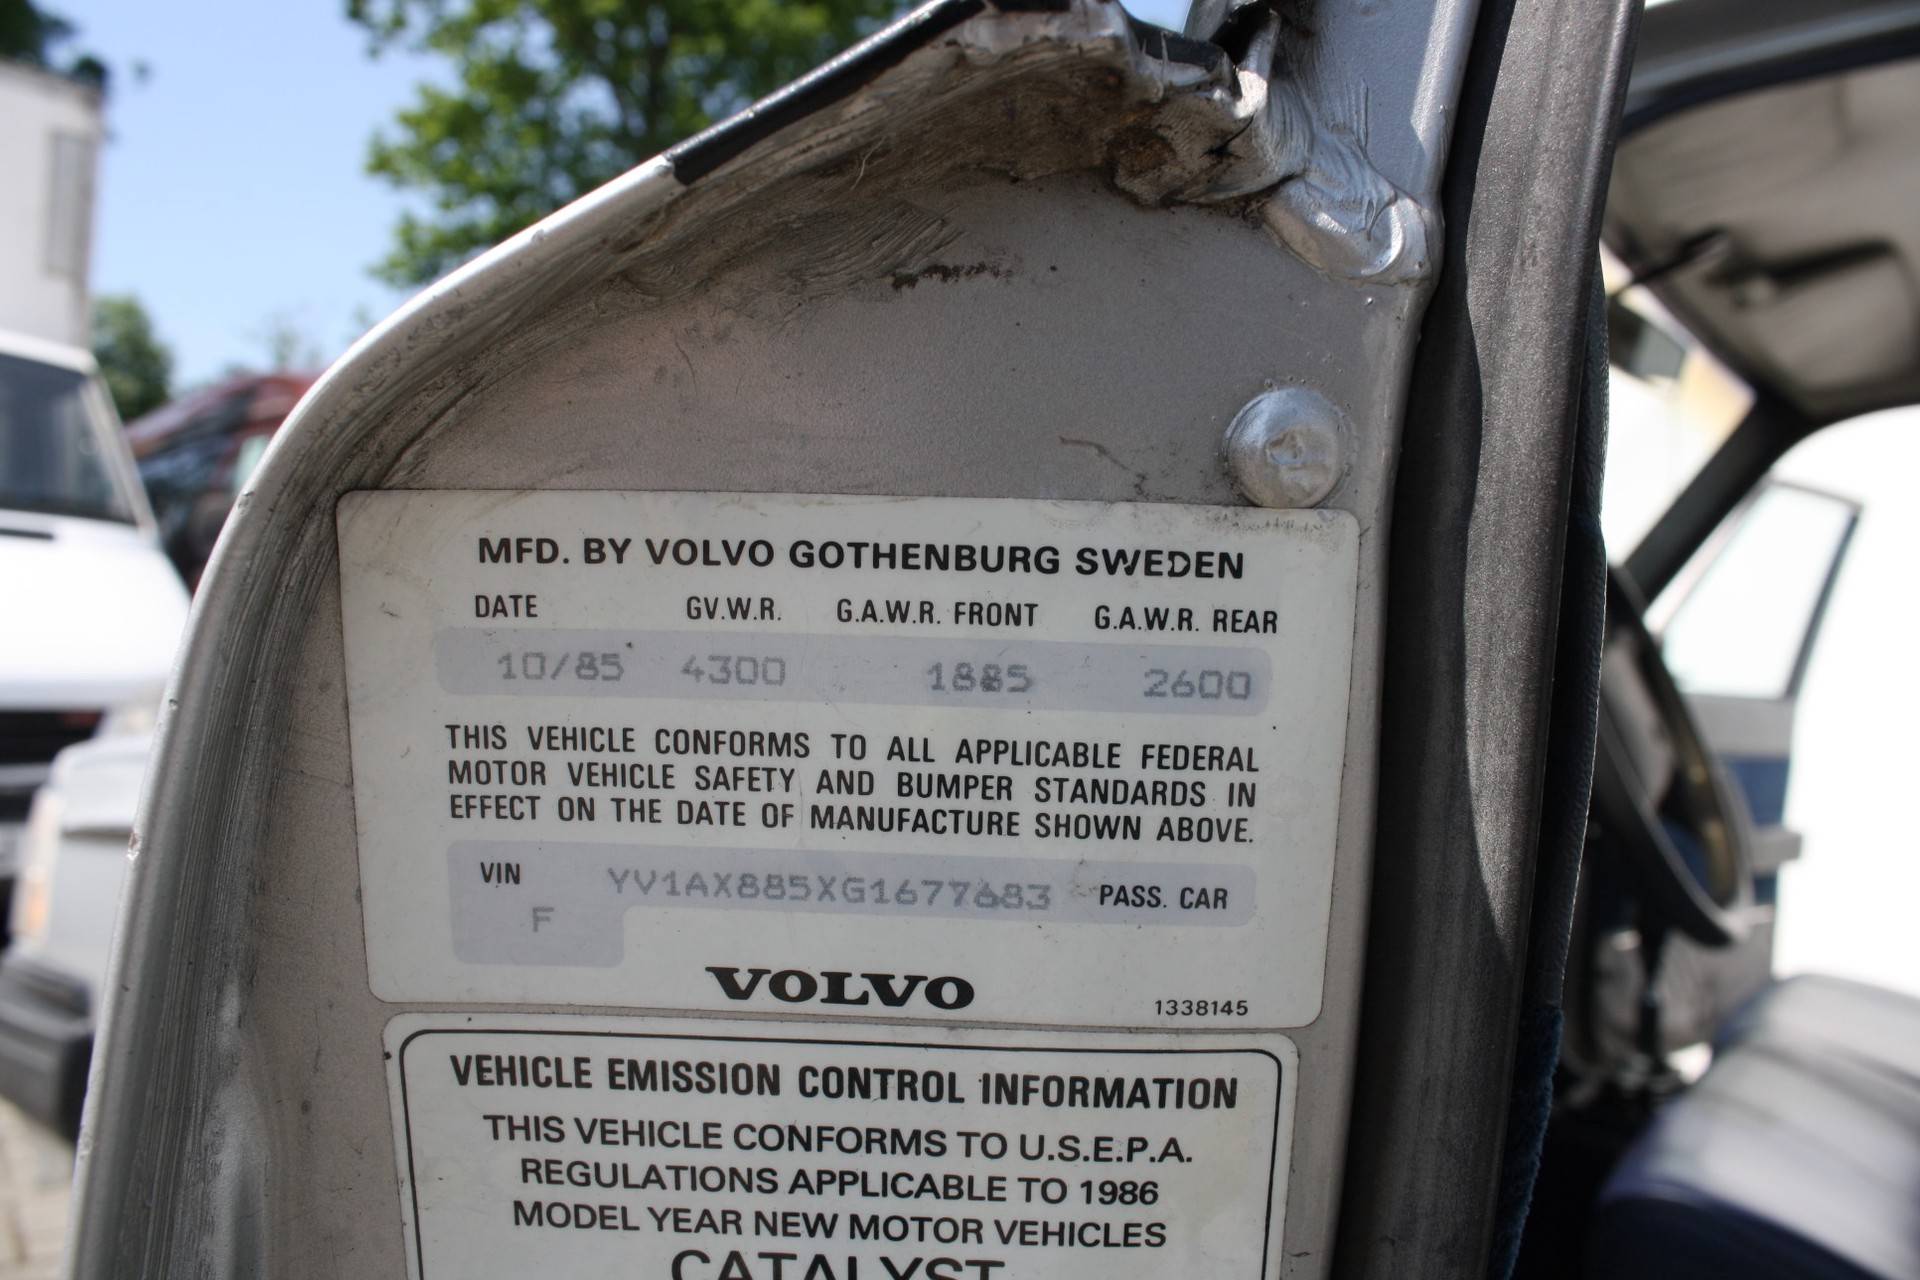 MFD. BY VOLVO GOTHENBURG SWEDEN
DATE GV.W.R. G.A.W.R. FRONT G.A.W.R. REAR
10/85 4300 1885 2600
THIS VEHICLE CONFORMS TO ALL APPLICABLE FEDERAL
MOTOR VEHICLE SAFETY AND BUMPER STANDARDS IN
EFFECT ON THE DATE OF MANUFACTURE SHOWN ABOVE.
VIN YV1AX885XG1677683 PASS. CAR
F
VOLVO
1338145
VEHICLE EMISSION CONTROL INFORMATION
THIS VEHICLE CONFORMS TO U.S.E.P.A.
REGULATIONS APPLICABLE TO 1986
MODEL YEAR NEW MOTOR VEHICLES
CATALYST